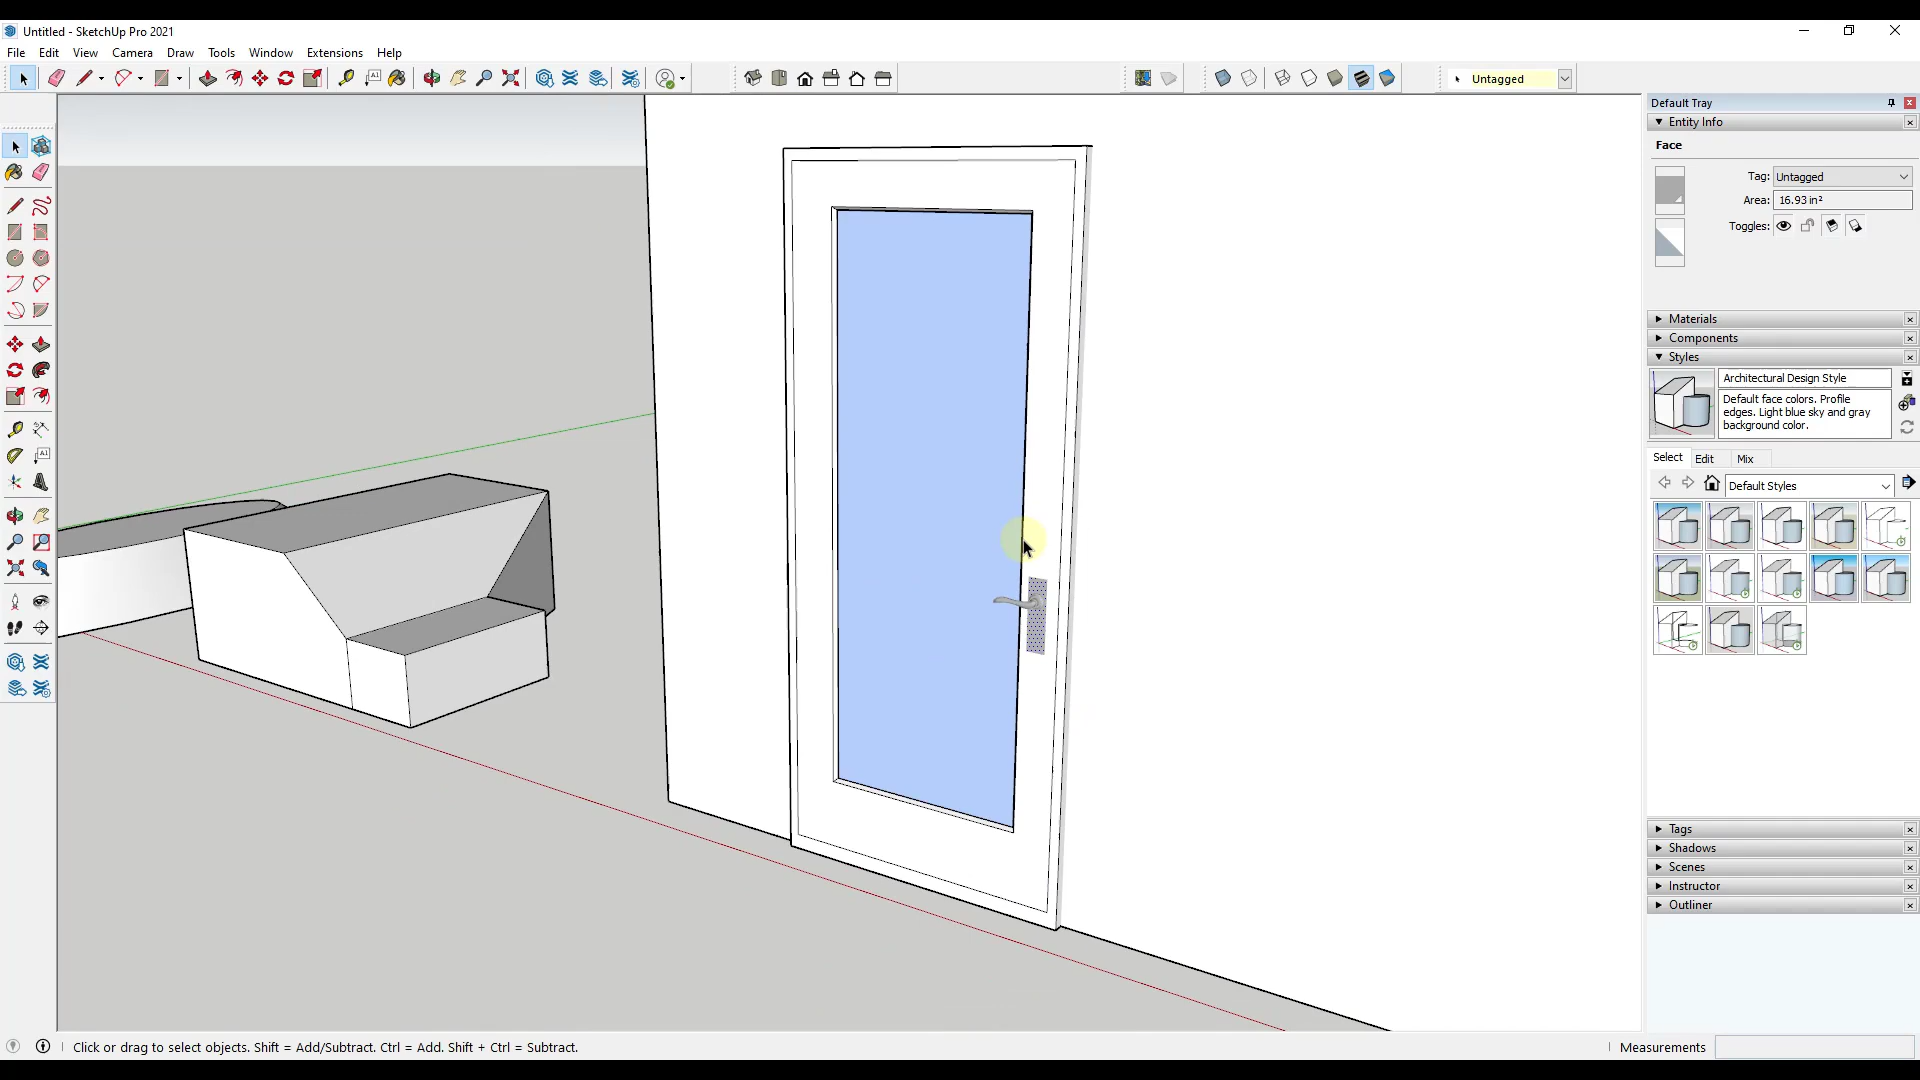 Untitled - SketchUp Pro 2021
File Edit View Camera Draw Tools Window Extensions Help
A1 Untagged
Default Tray
Entity Info
Face
Tag: Untagged
Area: 16.93 in²
Toggles:
Materials
Components
Styles
Architectural Design Style
Default face colors. Profile
edges. Light blue sky and gray
background color.
Select Edit Mix
Default Styles
A1
Tags
Shadows
Scenes
Instructor
Outliner
Click or drag to select objects. Shift = Add/Subtract. Ctrl = Add. Shift + Ctrl = Subtract.
Measurements